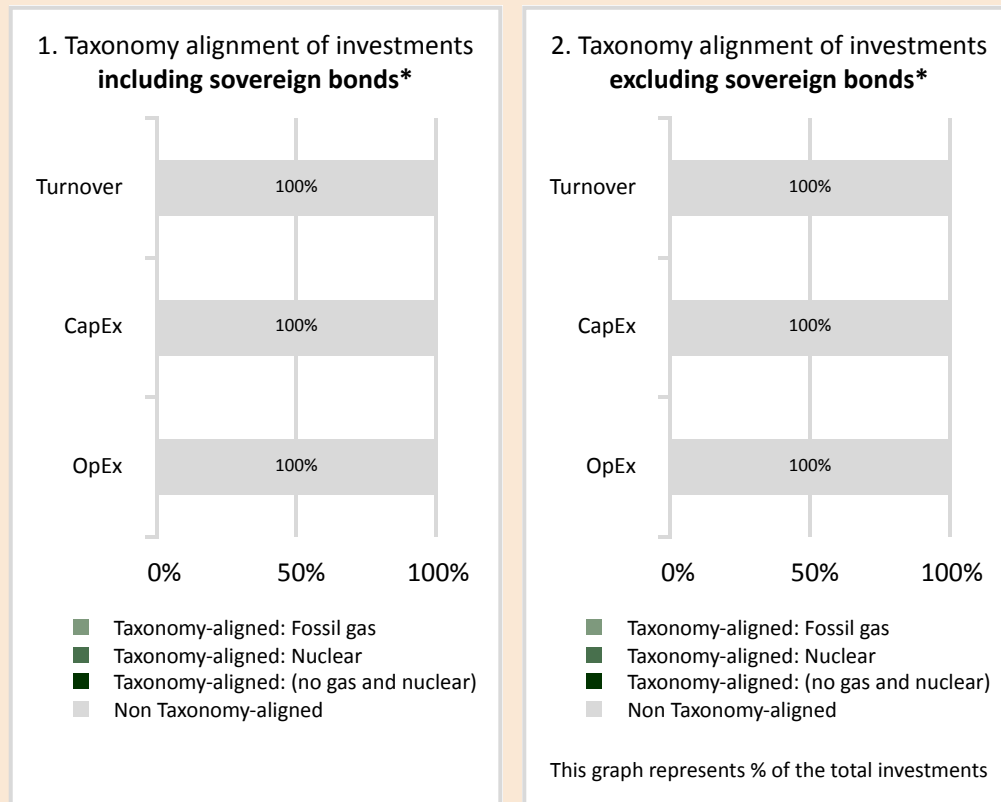 1. Taxonomy alignment of investments
including sovereign bonds*
Turnover
100%
CapEx
100%
OpEx
100%
0% 50% 100%
Taxonomy-aligned: Fossil gas
Taxonomy-aligned: Nuclear
Taxonomy-aligned: (no gas and nuclear)
Non Taxonomy-aligned
2. Taxonomy alignment of investments
excluding sovereign bonds*
Turnover
100%
CapEx
100%
OpEx
100%
0% 50% 100%
Taxonomy-aligned: Fossil gas
Taxonomy-aligned: Nuclear
Taxonomy-aligned: (no gas and nuclear)
Non Taxonomy-aligned
This graph represents % of the total investments